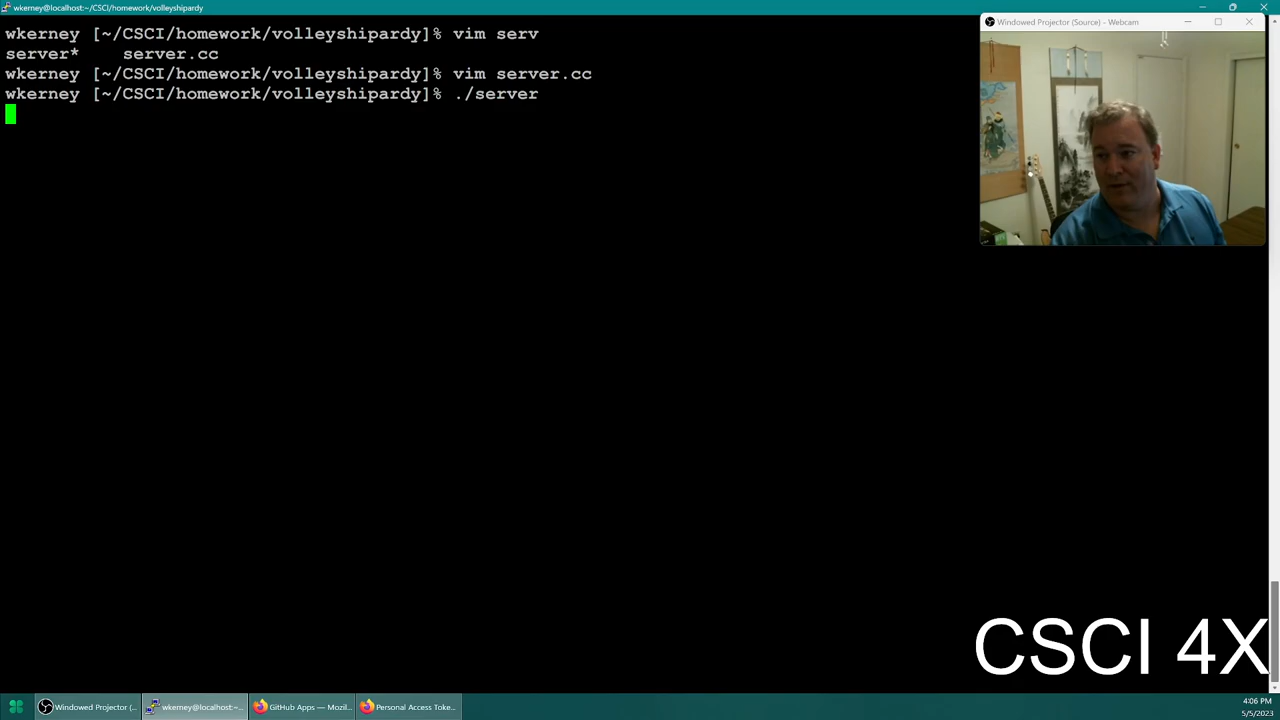 wkerney@localhost:~/CSCI/homework/volleyshipardy
wkerney [~/CSCI/homework/volleyshipardy]% vim serv
server* server.cc
wkerney [~/CSCI/homework/volleyshipardy]% vim server.cc
wkerney [~/CSCI/homework/volleyshipardy]% ./server
Windowed Projector (Source) - Webcam
CSCI 4X
Windowed Projector (...
wkerney@localhost:~...
GitHub Apps — Mozil...
Personal Access Toke...
4:06 PM
5/5/2023